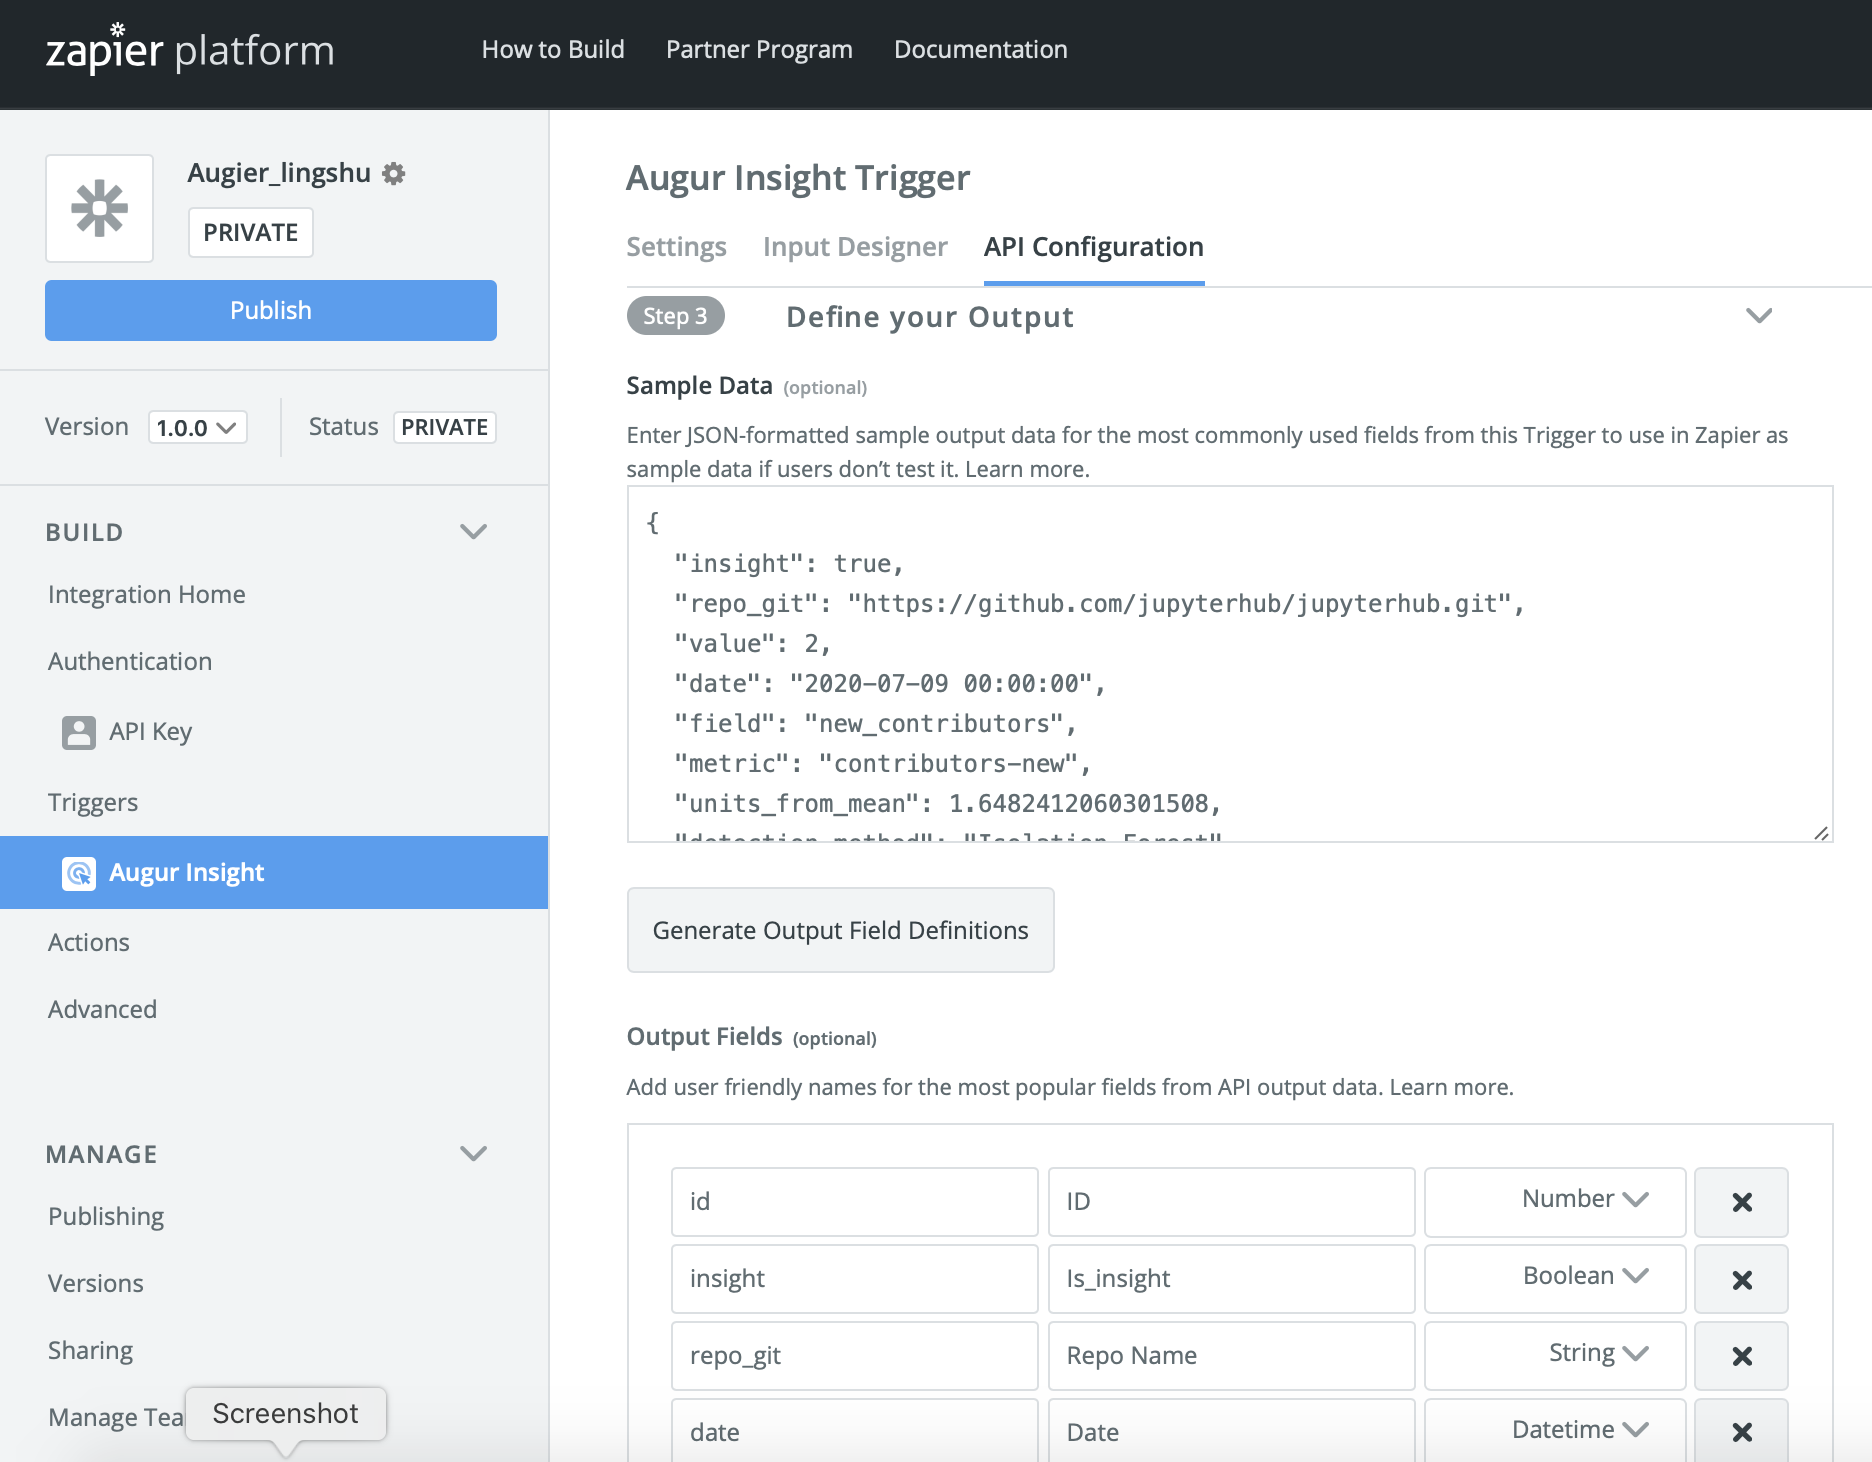 zapier platform
How to Build
Partner Program
Documentation
Augier_lingshu
PRIVATE
Publish
Version 1.0.0
Status PRIVATE
BUILD
Integration Home
Authentication
API Key
Triggers
Augur Insight
Actions
Advanced
MANAGE
Publishing
Versions
Sharing
Manage Tea
Screenshot
Augur Insight Trigger
Settings
Input Designer
API Configuration
Step 3
Define your Output
Sample Data (optional)
Enter JSON-formatted sample output data for the most commonly used fields from this Trigger to use in Zapier as
sample data if users don’t test it. Learn more.
{
"insight": true,
"repo_git": "https://github.com/jupyterhub/jupyterhub.git",
"value": 2,
"date": "2020-07-09 00:00:00",
"field": "new_contributors",
"metric": "contributors-new",
"units_from_mean": 1.6482412060301508,
"detection_method": "Isolation Forest"
Generate Output Field Definitions
Output Fields (optional)
Add user friendly names for the most popular fields from API output data. Learn more.
id ID Number
insight Is_insight Boolean
repo_git Repo Name String
date Date Datetime